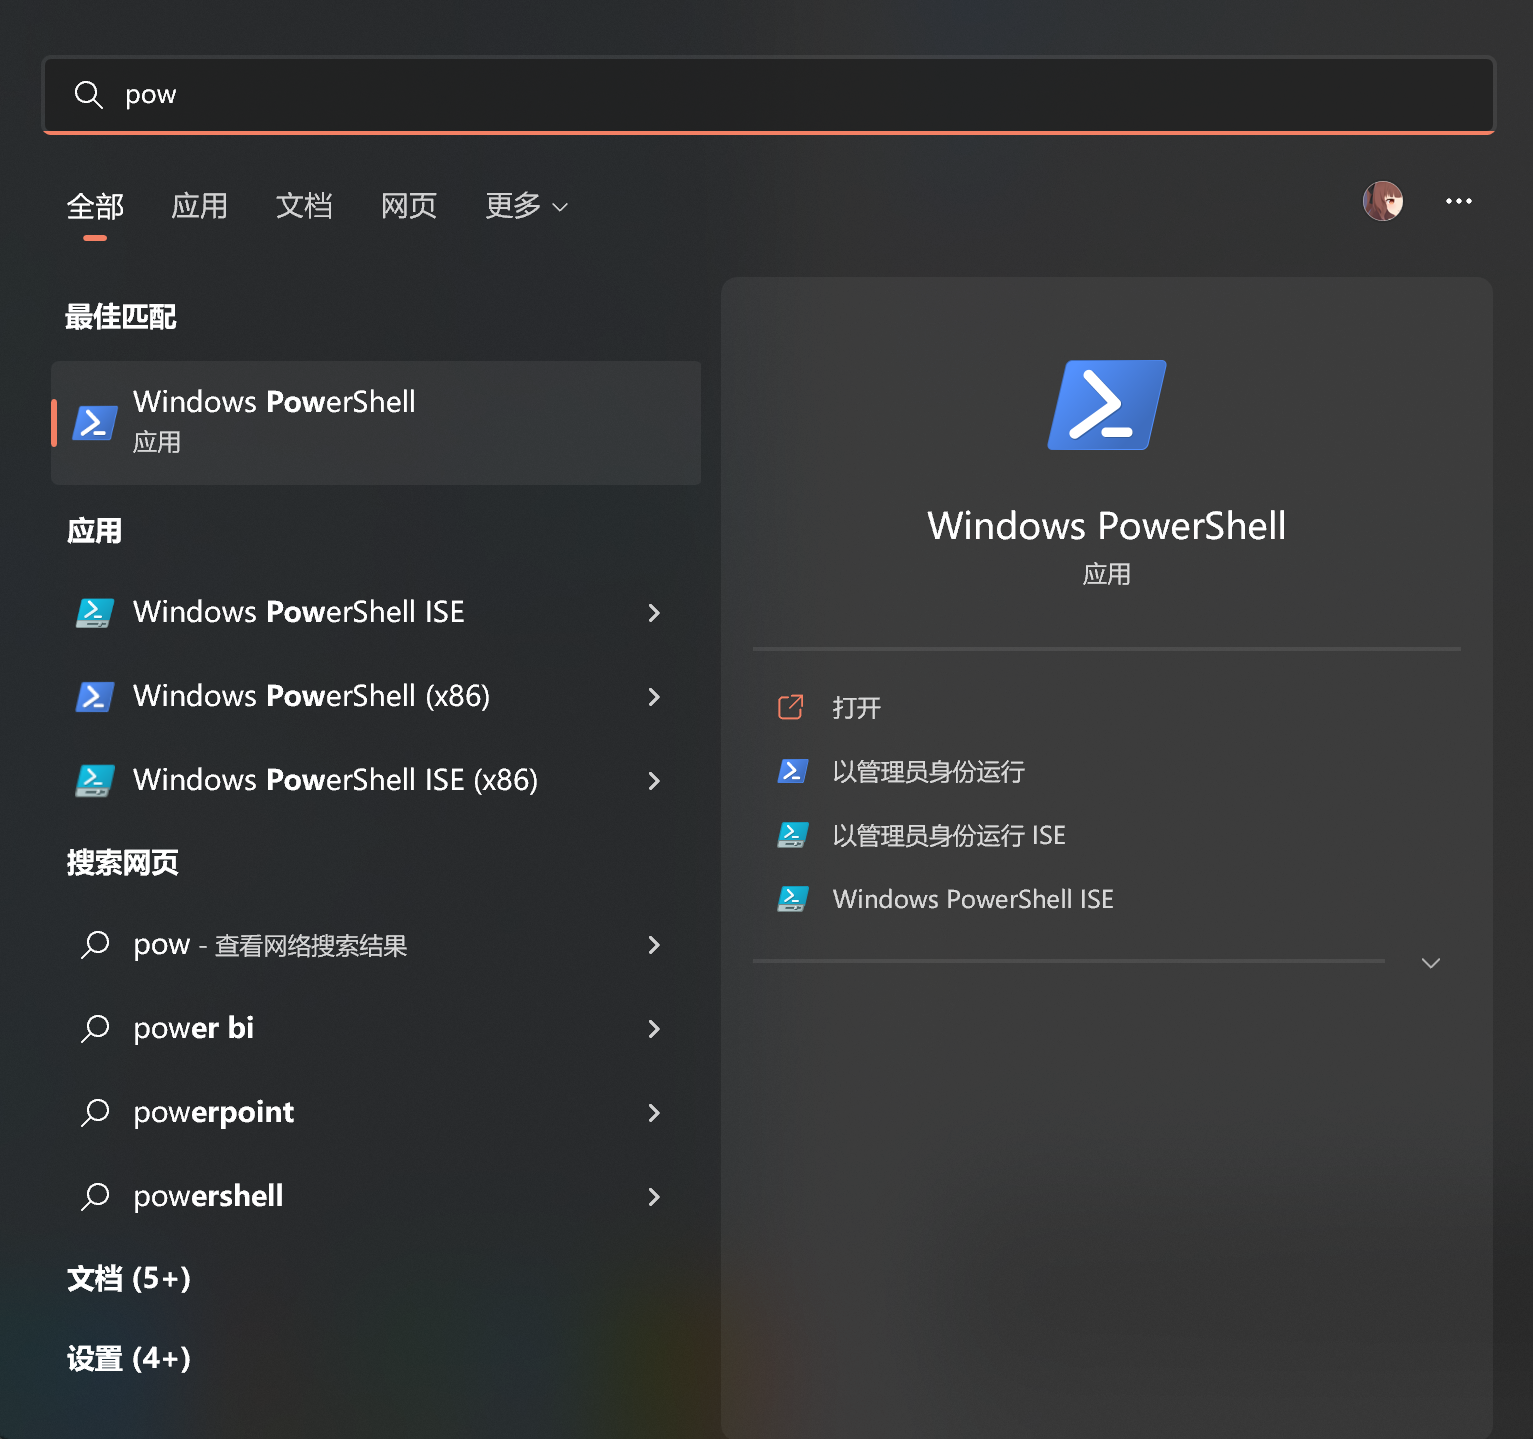 pow
全部 应用 文档 网页 更多
最佳匹配
Windows PowerShell
应用
应用
Windows PowerShell ISE
Windows PowerShell (x86)
Windows PowerShell ISE (x86)
搜索网页
pow - 查看网络搜索结果
power bi
powerpoint
powershell
文档 (5+)
设置 (4+)
Windows PowerShell
应用
打开
以管理员身份运行
以管理员身份运行 ISE
Windows PowerShell ISE